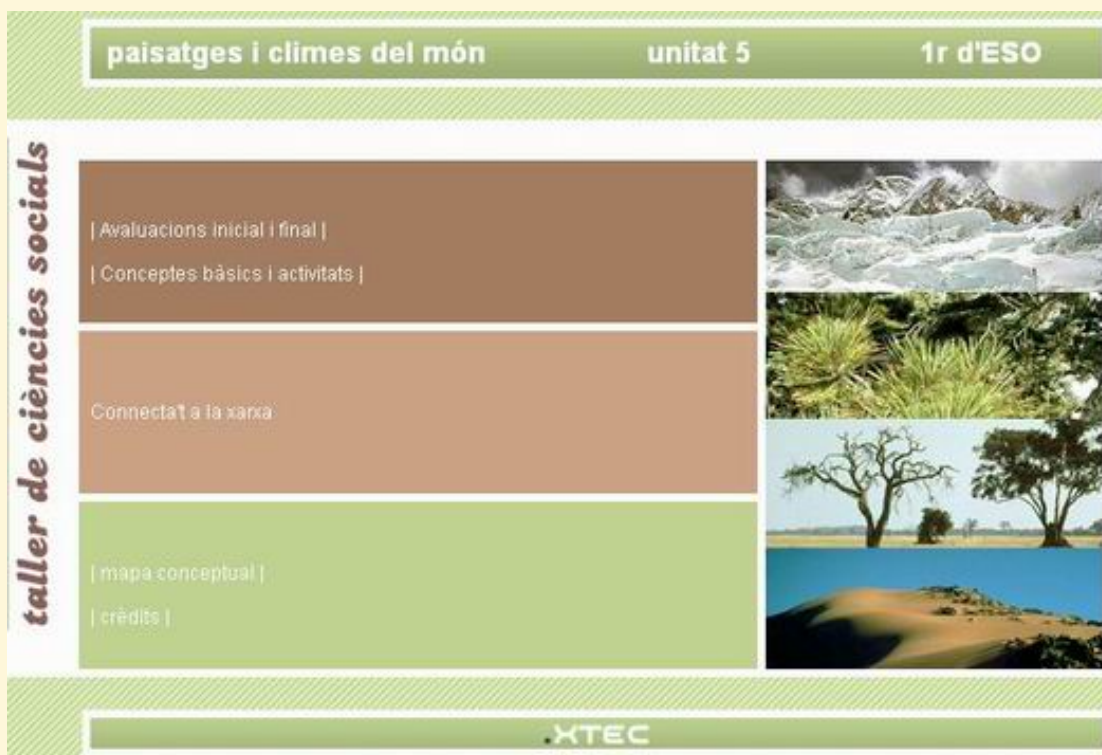 paisatges i climes del món unitat 5 1r d'ESO
taller de ciències socials
| Avaluacions inicial i final |
| Conceptes bàsics i activitats |
Connecta't a la xarxa
| mapa conceptual |
| crèdits |
.XTEC